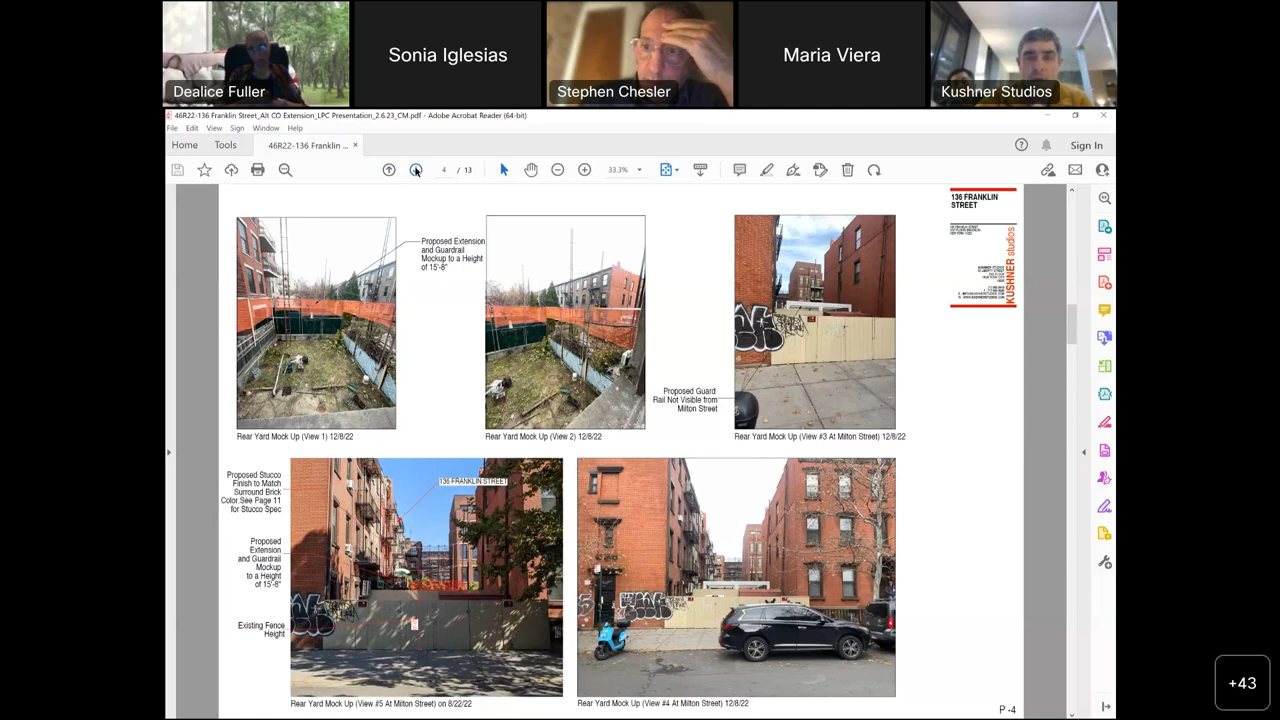 Dealice Fuller
Sonia Iglesias
Stephen Chesler
Maria Viera
Kushner Studios
46R22-136 Franklin Street_Alt CO Extension_LPC Presentation_2.6.23_CM.pdf - Adobe Acrobat Reader (64-bit)
File Edit View Sign Window Help
Home Tools 46R22-136 Franklin ... × Sign In
4 / 13 33.3%
136 FRANKLIN
STREET
KUSHNER studios
Proposed Extension
and Guardrail
Mockup to a Height
of 15'-8"
Proposed Guard
Rail Not Visible from
Milton Street
Rear Yard Mock Up (View 1) 12/8/22
Rear Yard Mock Up (View 2) 12/8/22
Rear Yard Mock Up (View #3 At Milton Street) 12/8/22
Proposed Stucco
Finish to Match
Surround Brick
Color.See Page 11
for Stucco Spec
136 FRANKLIN STREET
Proposed
Extension
and Guardrail
Mockup
to a Height
of 15'-8"
Existing Fence
Height
Rear Yard Mock Up (View #5 At Milton Street) on 8/22/22
Rear Yard Mock Up (View #4 At Milton Street) 12/8/22
P -4
+43